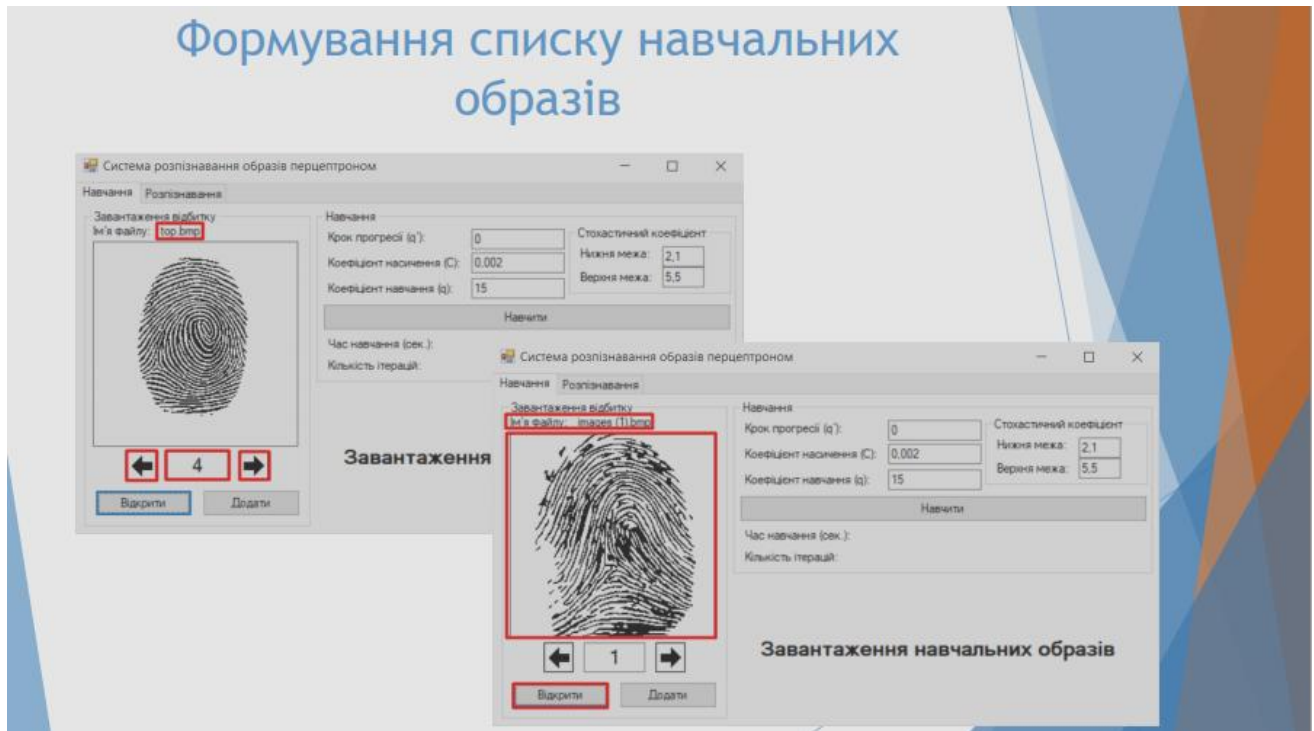 Формування списку навчальних
образів
Система розпізнавання образів перцептроном
Навчання Розпізнавання
Завантаження відбитку
Ім'я файлу: top.bmp
4
Відкрити Додати
Навчання
Крок прогресії (q'): 0
Коефіцієнт насичення (C): 0.002
Коефіцієнт навчання (q): 15
Стохастичний коефіцієнт
Нижня межа: 2,1
Верхня межа: 5,5
Навчити
Час навчання (сек.):
Кількість ітерацій:
Завантаження
Система розпізнавання образів перцептроном
Навчання Розпізнавання
Завантаження відбитку
Ім'я файлу: images (1).bmp
1
Відкрити Додати
Навчання
Крок прогресії (q'): 0
Коефіцієнт насичення (C): 0.002
Коефіцієнт навчання (q): 15
Стохастичний коефіцієнт
Нижня межа: 2,1
Верхня межа: 5,5
Навчити
Час навчання (сек.):
Кількість ітерацій:
Завантаження навчальних образів